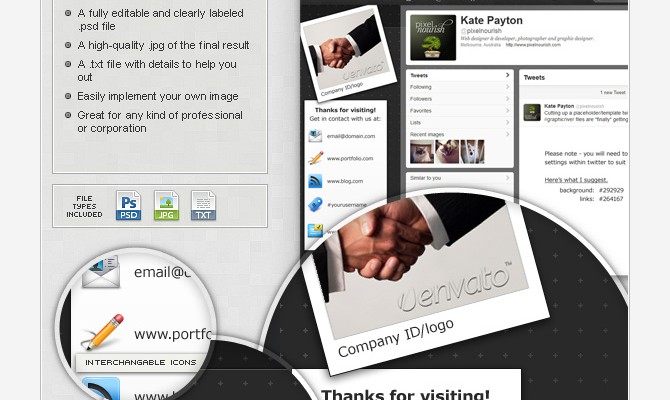 A fully editable and clearly labeled
.psd file
A high-quality .jpg of the final result
A .txt file with details to help you
out
Easily implement your own image
Great for any kind of professional
or corporation
FILE
TYPES
INCLUDED
PSD
JPG
TXT
Ps
email@
www.portfo
INTERCHANGABLE ICONS
www.
envato
Company ID/logo
Thanks for visiting!
Get in contact with us at:
email@domain.com
www.portfolio.com
www.blog.com
#yourusername
pixel
nourish
Kate Payton
@pixelnourish
Web designer & developer, photographer and graphic designer.
Melbourne, Australia http://www.pixelnourish.com
Tweets
Following
Followers
Favorites
Lists
Recent images
Similar to you
Tweets
1 new Tweet
Kate Payton @pixelnourish
Cutting up a placeholder/template tw
Please note - you will need to
settings within twitter to suit
Here's what I suggest.
background: #292929
links: #264167
envato™
Company ID/logo
Thanks for visiting!